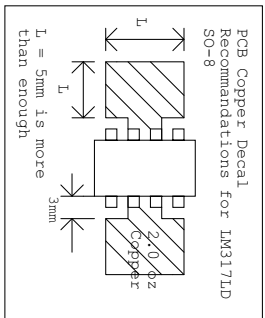 PCB Copper Decal
Recommandations for LM317LD
SO-8
L
L
2.0 oz
Copper
3mm
L = 5mm is more
than enough